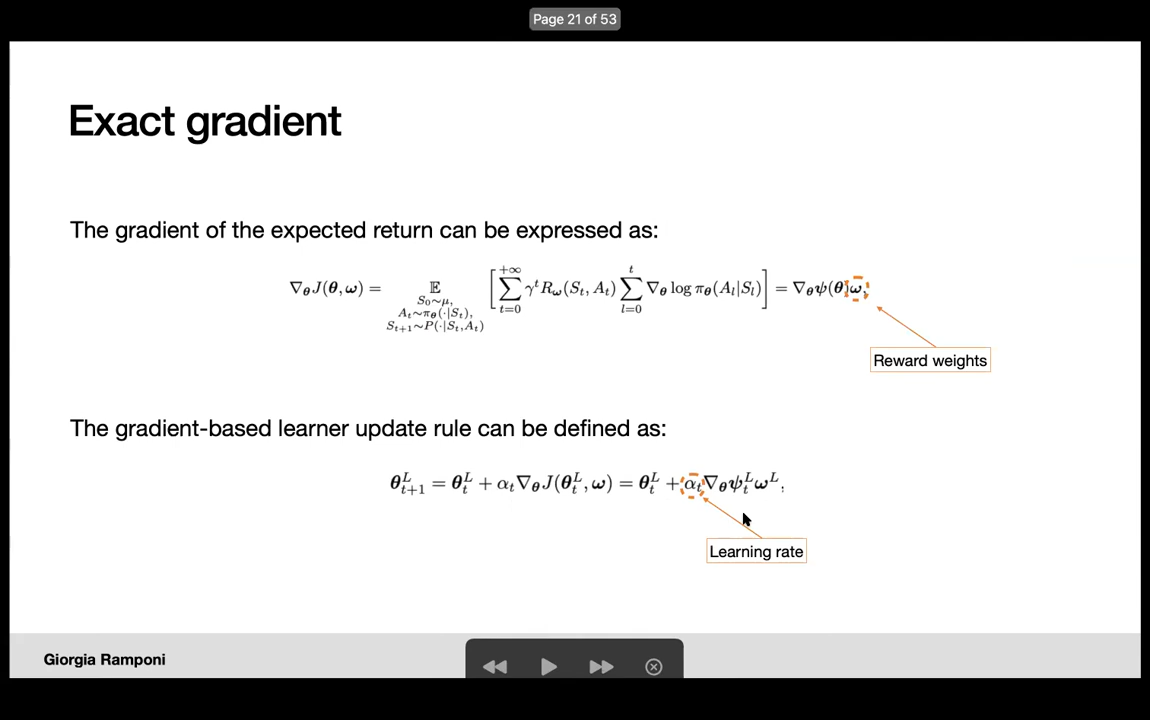 Page 21 of 53
Exact gradient
The gradient of the expected return can be expressed as:
∇θJ(θ, ω) = 𝔼 S₀∼μ, Aₜ∼πθ(·|Sₜ), Sₜ₊₁∼P(·|Sₜ,Aₜ) [∑_{t=0}^{+∞} γᵗRω(Sₜ, Aₜ) ∑_{l=0}^{t} ∇θ log πθ(Aₗ|Sₗ)] = ∇θψ(θ)ω,
Reward weights
The gradient-based learner update rule can be defined as:
θ^L_{t+1} = θ^L_t + αₜ∇θJ(θ^L_t, ω) = θ^L_t + αₜ∇θψ^L_t ω^L,
Learning rate
Giorgia Ramponi